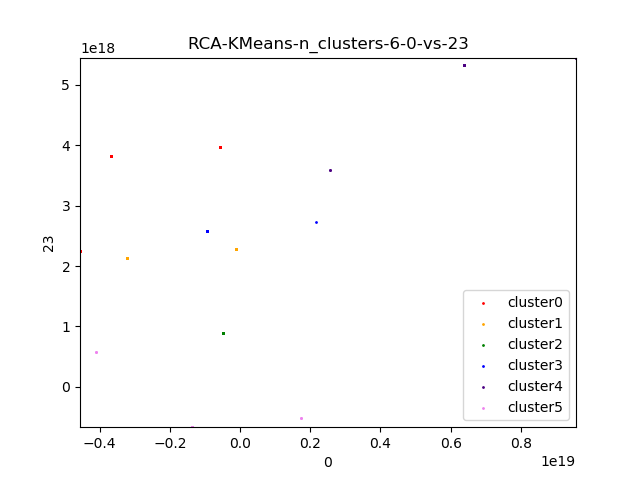 RCA-KMeans-n_clusters-6-0-vs-23
1e18
5
4
3
2
1
0
23
−0.4
−0.2
0.0
0.2
0.4
0.6
0.8
1e19
0
cluster0
cluster1
cluster2
cluster3
cluster4
cluster5